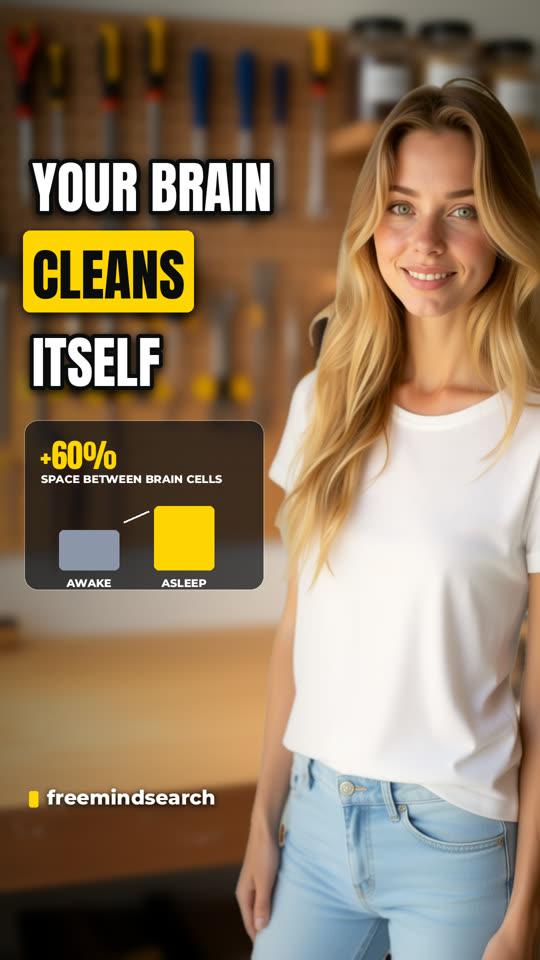 YOUR BRAIN
CLEANS
ITSELF
+60%
SPACE BETWEEN BRAIN CELLS
AWAKE
ASLEEP
freemindsearch